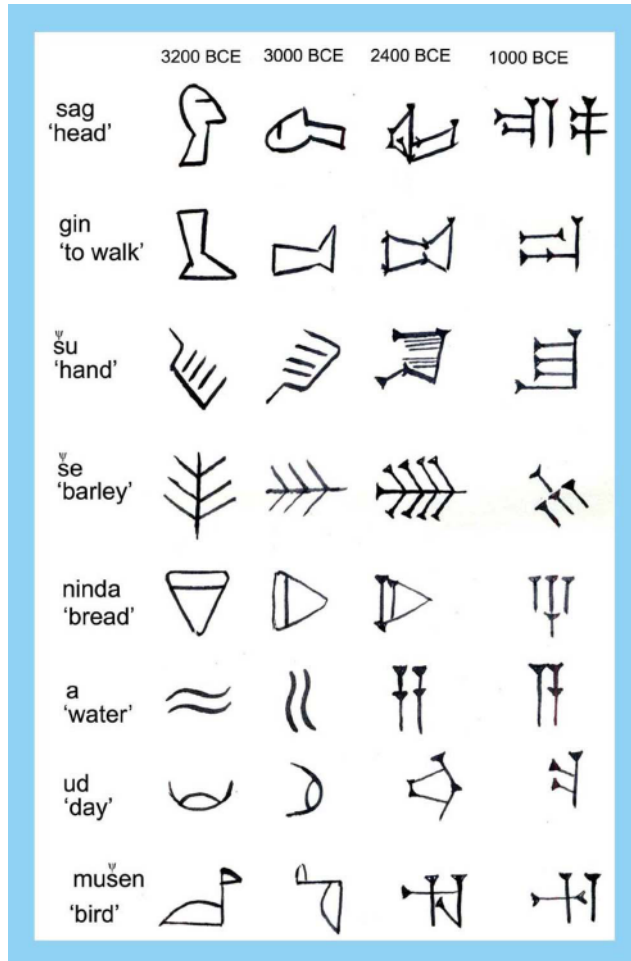 3200 BCE 3000 BCE 2400 BCE 1000 BCE
sag
‘head’
gin
‘to walk’
šu
‘hand’
še
‘barley’
ninda
‘bread’
a
‘water’
ud
‘day’
mušen
‘bird’